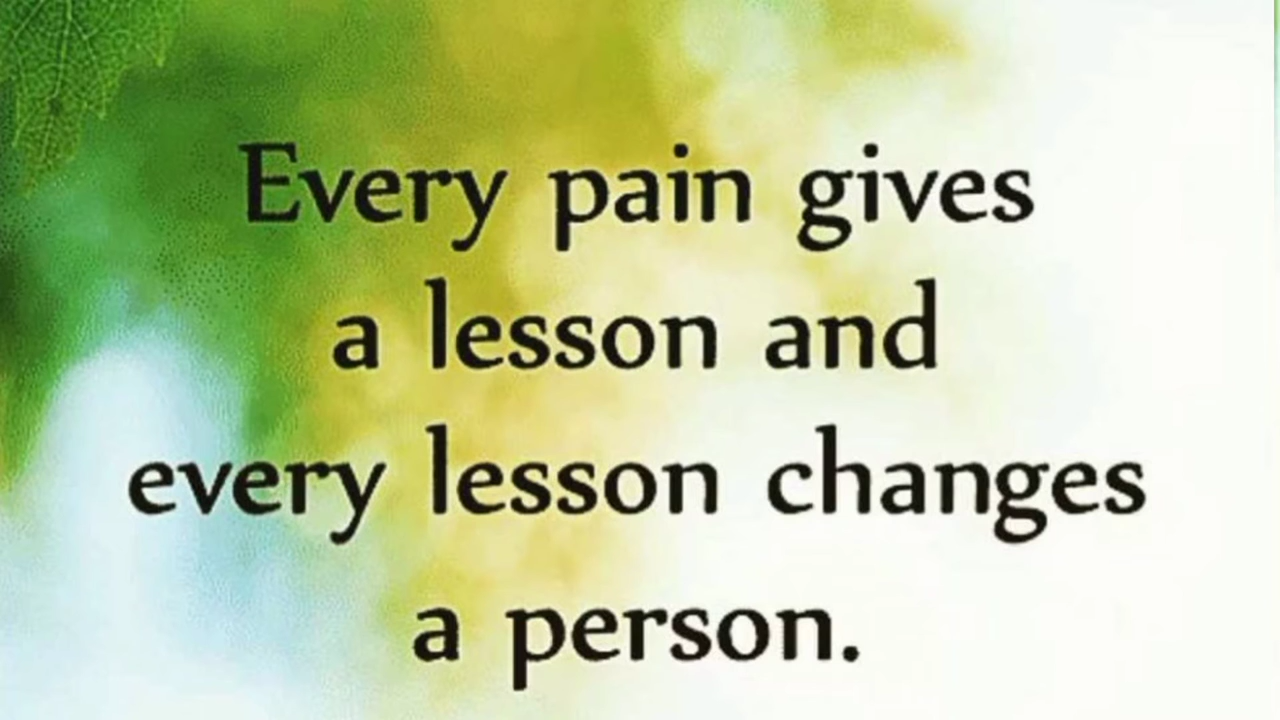 Every pain gives
a lesson and
every lesson changes
a person.